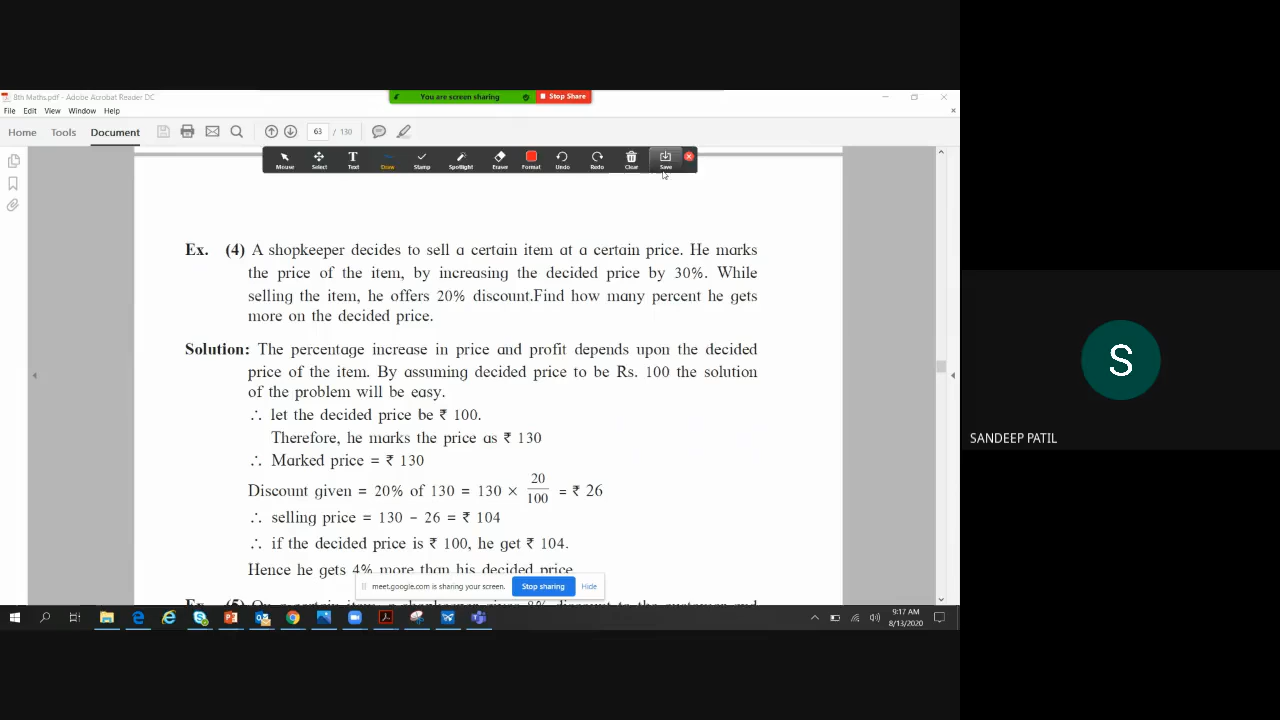 8th Maths.pdf - Adobe Acrobat Reader DC
You are screen sharing
Stop Share
File Edit View Window Help
Home Tools Document
63 / 130
Mouse Select Text Draw Stamp Spotlight Erase Format Undo Redo Clear Save
Ex. (4) A shopkeeper decides to sell a certain item at a certain price. He marks
the price of the item, by increasing the decided price by 30%. While
selling the item, he offers 20% discount.Find how many percent he gets
more on the decided price.
Solution: The percentage increase in price and profit depends upon the decided
price of the item. By assuming decided price to be Rs. 100 the solution
of the problem will be easy.
∴ let the decided price be ₹ 100.
Therefore, he marks the price as ₹ 130
∴ Marked price = ₹ 130
Discount given = 20% of 130 = 130 × 20/100 = ₹ 26
∴ selling price = 130 - 26 = ₹ 104
∴ if the decided price is ₹ 100, he get ₹ 104.
Hence he gets 4% more than his decided price
meet.google.com is sharing your screen. Stop sharing Hide
9:17 AM
8/13/2020
S
SANDEEP PATIL